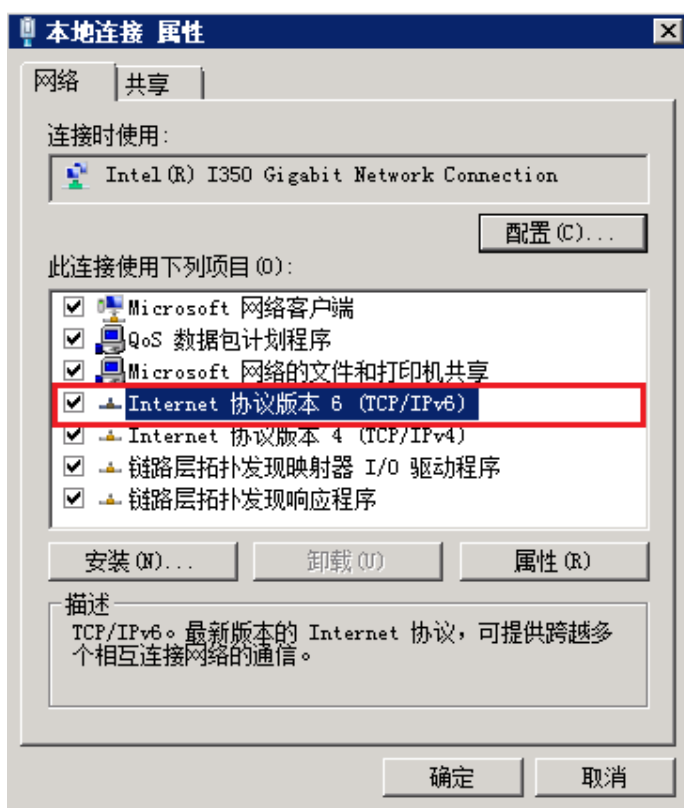 本地连接 属性
网络
共享
连接时使用:
Intel(R) I350 Gigabit Network Connection
配置(C)...
此连接使用下列项目(O):
Microsoft 网络客户端
QoS 数据包计划程序
Microsoft 网络的文件和打印机共享
Internet 协议版本 6 (TCP/IPv6)
Internet 协议版本 4 (TCP/IPv4)
链路层拓扑发现映射器 I/O 驱动程序
链路层拓扑发现响应程序
安装(N)...
卸载(U)
属性(R)
描述
TCP/IPv6。最新版本的 Internet 协议，可提供跨越多
个相互连接网络的通信。
确定
取消